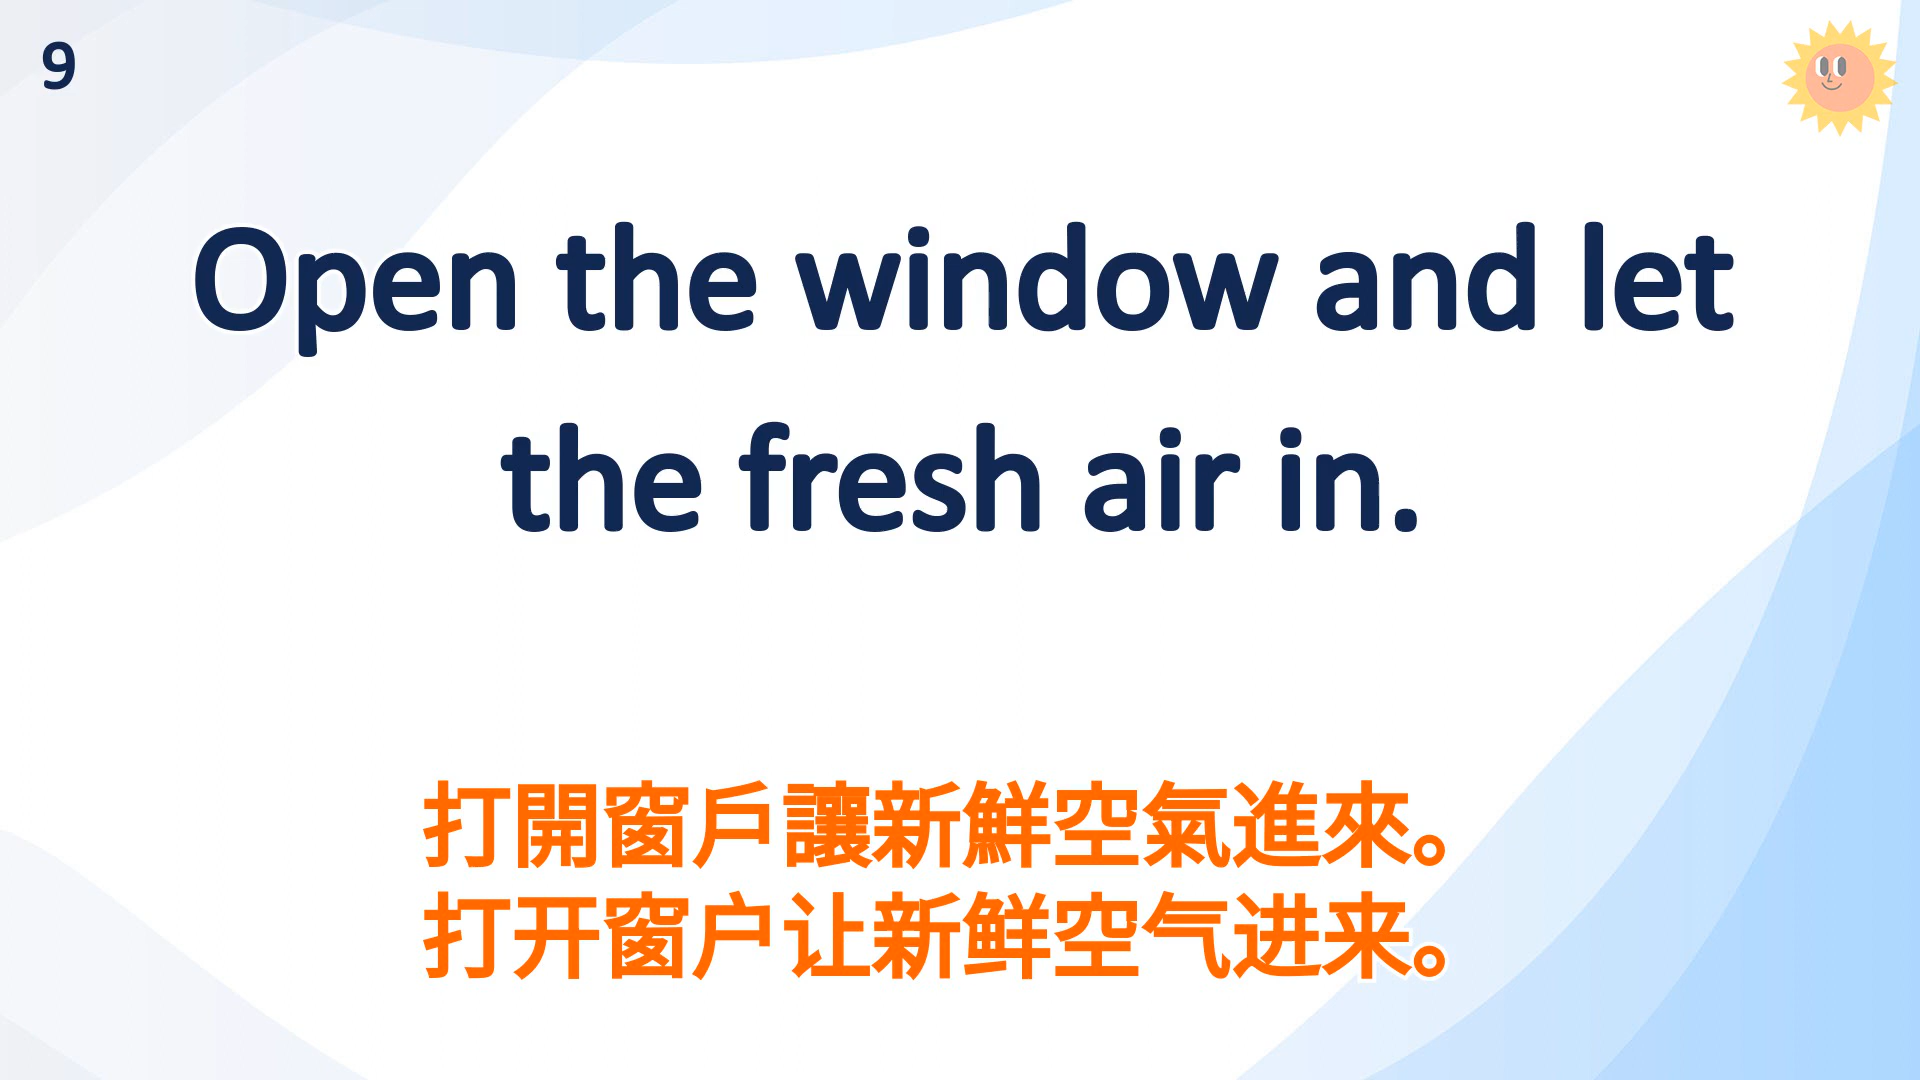 9
Open the window and let
the fresh air in.
打開窗戶讓新鮮空氣進來。
打开窗户让新鲜空气进来。